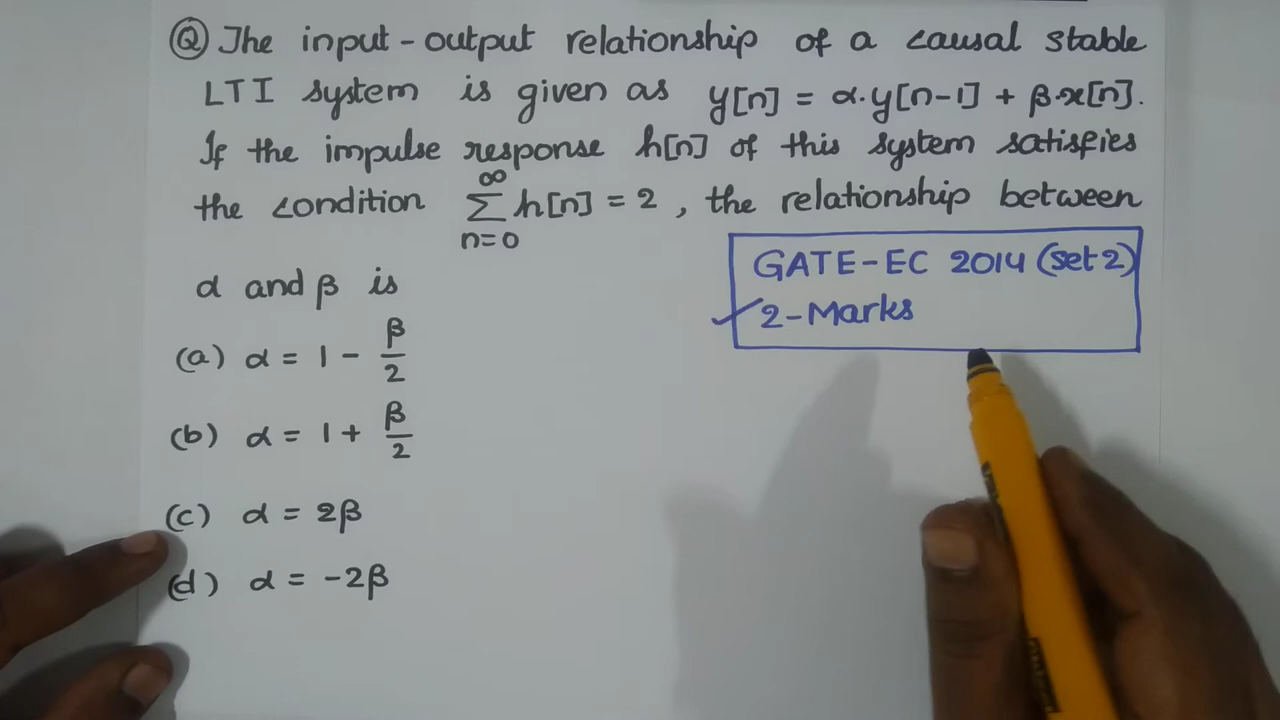 Ⓠ The input-output relationship of a causal stable
LTI system is given as y[n] = α.y[n-1] + β.x[n].
If the impulse response h[n] of this system satisfies
the condition ∑_{n=0}^{∞} h[n] = 2, the relationship between
α and β is
GATE-EC 2014 (Set 2)
✓2-Marks
(a) α = 1 - β/2
(b) α = 1 + β/2
(c) α = 2β
(d) α = -2β